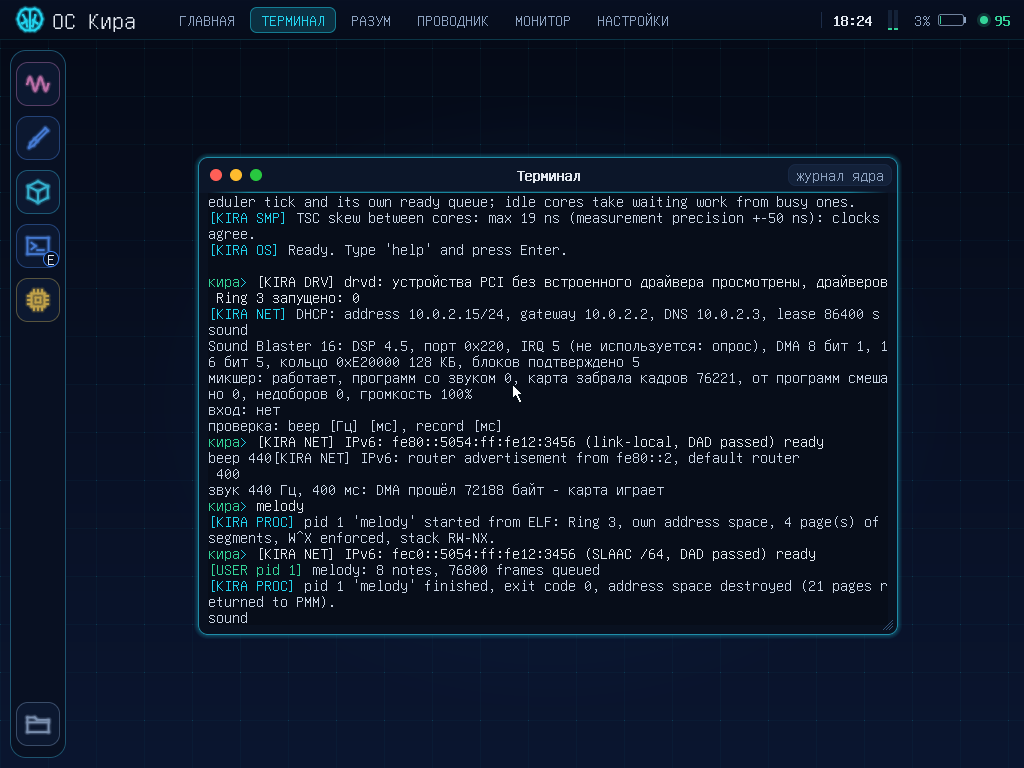 ОС Кира
ГЛАВНАЯ
ТЕРМИНАЛ
РАЗУМ
ПРОВОДНИК
МОНИТОР
НАСТРОЙКИ
18:24
3%
95
E
Терминал
журнал ядра
eduler tick and its own ready queue; idle cores take waiting work from busy ones.
[KIRA SMP] TSC skew between cores: max 19 ns (measurement precision +-50 ns): clocks
agree.
[KIRA OS] Ready. Type 'help' and press Enter.
кира> [KIRA DRV] drvd: устройства PCI без встроенного драйвера просмотрены, драйверов
Ring 3 запущено: 0
[KIRA NET] DHCP: address 10.0.2.15/24, gateway 10.0.2.2, DNS 10.0.2.3, lease 86400 s
sound
Sound Blaster 16: DSP 4.5, порт 0x220, IRQ 5 (не используется: опрос), DMA 8 бит 1, 1
6 бит 5, кольцо 0xE20000 128 КБ, блоков подтверждено 5
микшер: работает, программ со звуком 0, карта забрала кадров 76221, от программ смеша
но 0, недоборов 0, громкость 100%
вход: нет
проверка: beep [Гц] [мс], record [мс]
кира> [KIRA NET] IPv6: fe80::5054:ff:fe12:3456 (link-local, DAD passed) ready
beep 440[KIRA NET] IPv6: router advertisement from fe80::2, default router
400
звук 440 Гц, 400 мс: DMA прошёл 72188 байт - карта играет
кира> melody
[KIRA PROC] pid 1 'melody' started from ELF: Ring 3, own address space, 4 page(s) of
segments, W^X enforced, stack RW-NX.
кира> [KIRA NET] IPv6: fec0::5054:ff:fe12:3456 (SLAAC /64, DAD passed) ready
[USER pid 1] melody: 8 notes, 76800 frames queued
[KIRA PROC] pid 1 'melody' finished, exit code 0, address space destroyed (21 pages r
eturned to PMM).
sound